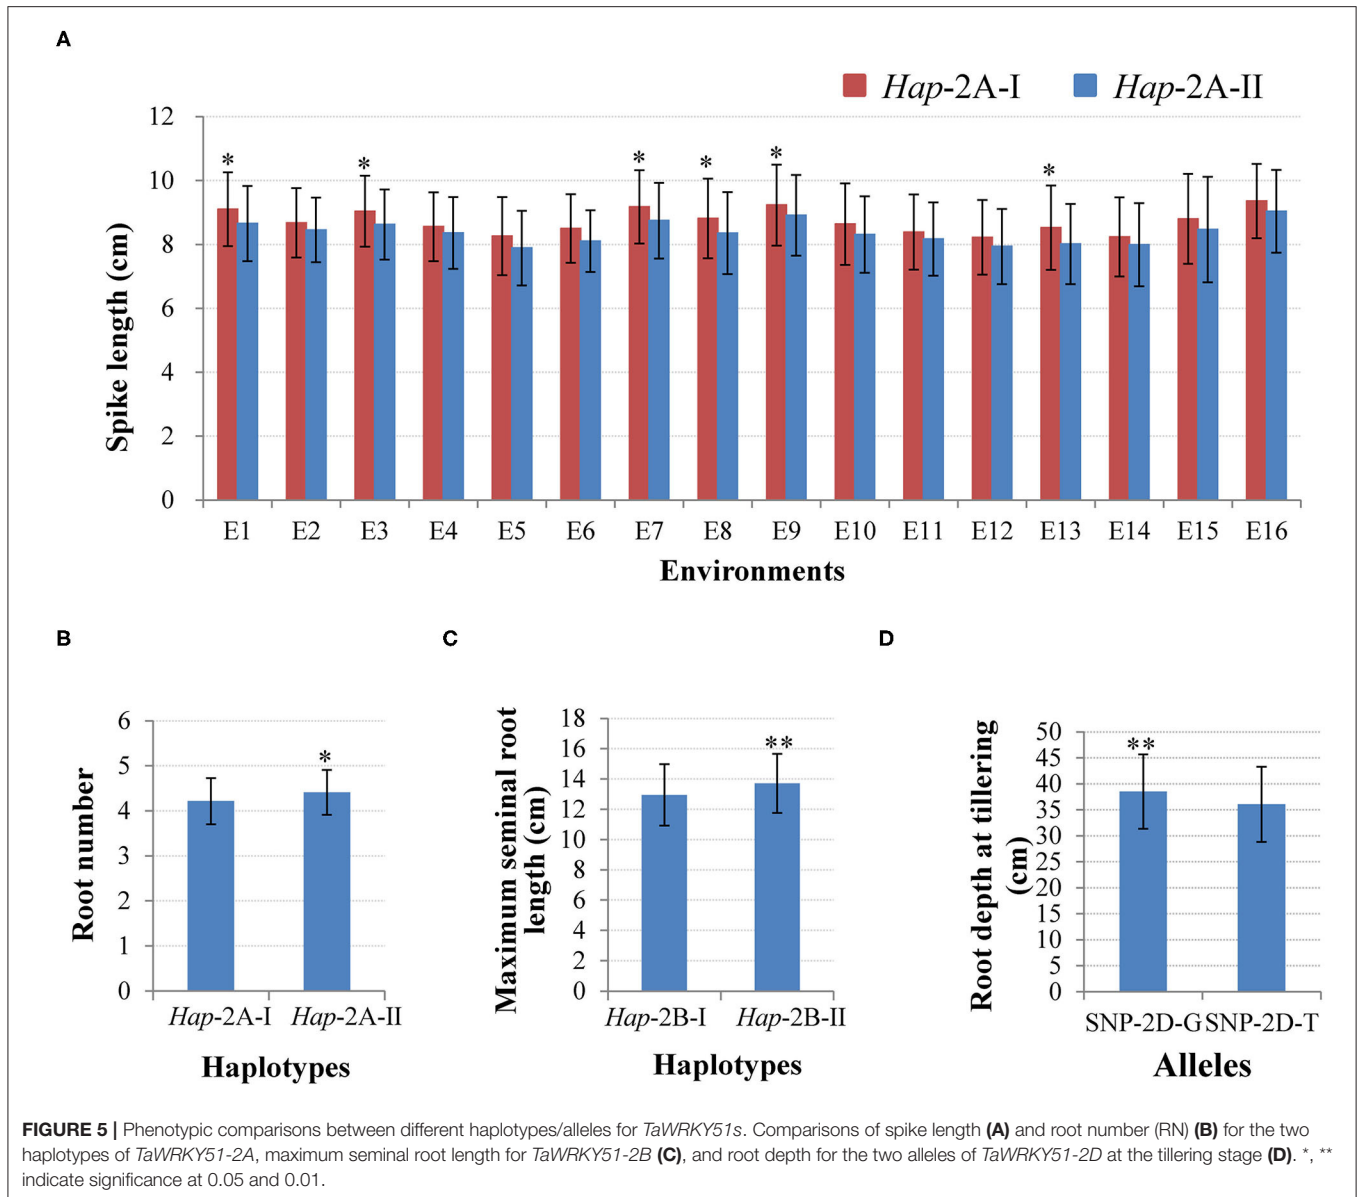 A
Hap-2A-I
Hap-2A-II
12
10
8
6
4
2
0
Spike length (cm)
* * * * * *
E1 E2 E3 E4 E5 E6 E7 E8 E9 E10 E11 E12 E13 E14 E15 E16
Environments
B
6
5
4
3
2
1
0
Root number
*
Hap-2A-I Hap-2A-II
Haplotypes
C
18
16
14
12
10
8
6
4
2
0
Maximum seminal root
length (cm)
**
Hap-2B-I Hap-2B-II
Haplotypes
D
50
45
40
35
30
25
20
15
10
5
0
Root depth at tillering
(cm)
**
SNP-2D-G SNP-2D-T
Alleles
FIGURE 5 | Phenotypic comparisons between different haplotypes/alleles for TaWRKY51s. Comparisons of spike length (A) and root number (RN) (B) for the two
haplotypes of TaWRKY51-2A, maximum seminal root length for TaWRKY51-2B (C), and root depth for the two alleles of TaWRKY51-2D at the tillering stage (D). *, **
indicate significance at 0.05 and 0.01.